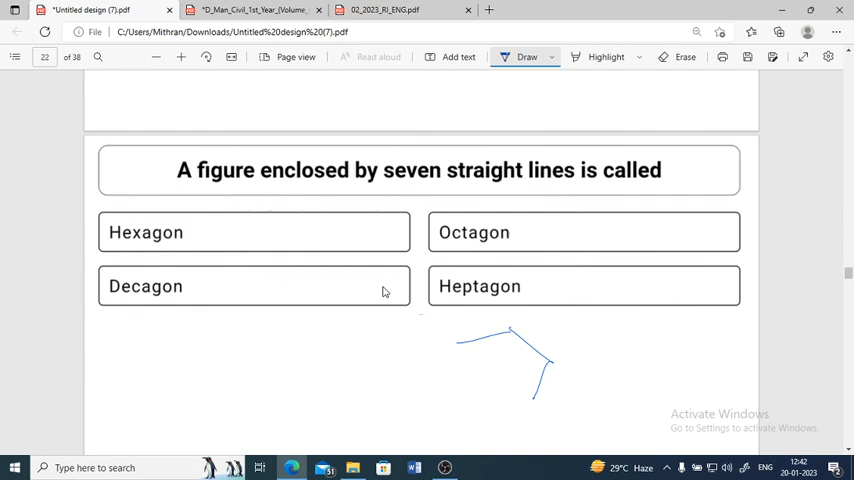 *Untitled design (7).pdf
*D_Man_Civil_1st_Year_(Volume_
02_2023_RI_ENG.pdf
File
C:/Users/Mithran/Downloads/Untitled%20design%20(7).pdf
22 of 38
Page view
Read aloud
Add text
Draw
Highlight
Erase
A figure enclosed by seven straight lines is called
Hexagon
Octagon
Decagon
Heptagon
Activate Windows
Go to Settings to activate Windows.
Type here to search
51
29°C Haze
ENG
12:42
20-01-2023
2